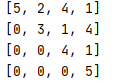 [5, 2, 4, 1]
[0, 3, 1, 4]
[0, 0, 4, 1]
[0, 0, 0, 5]